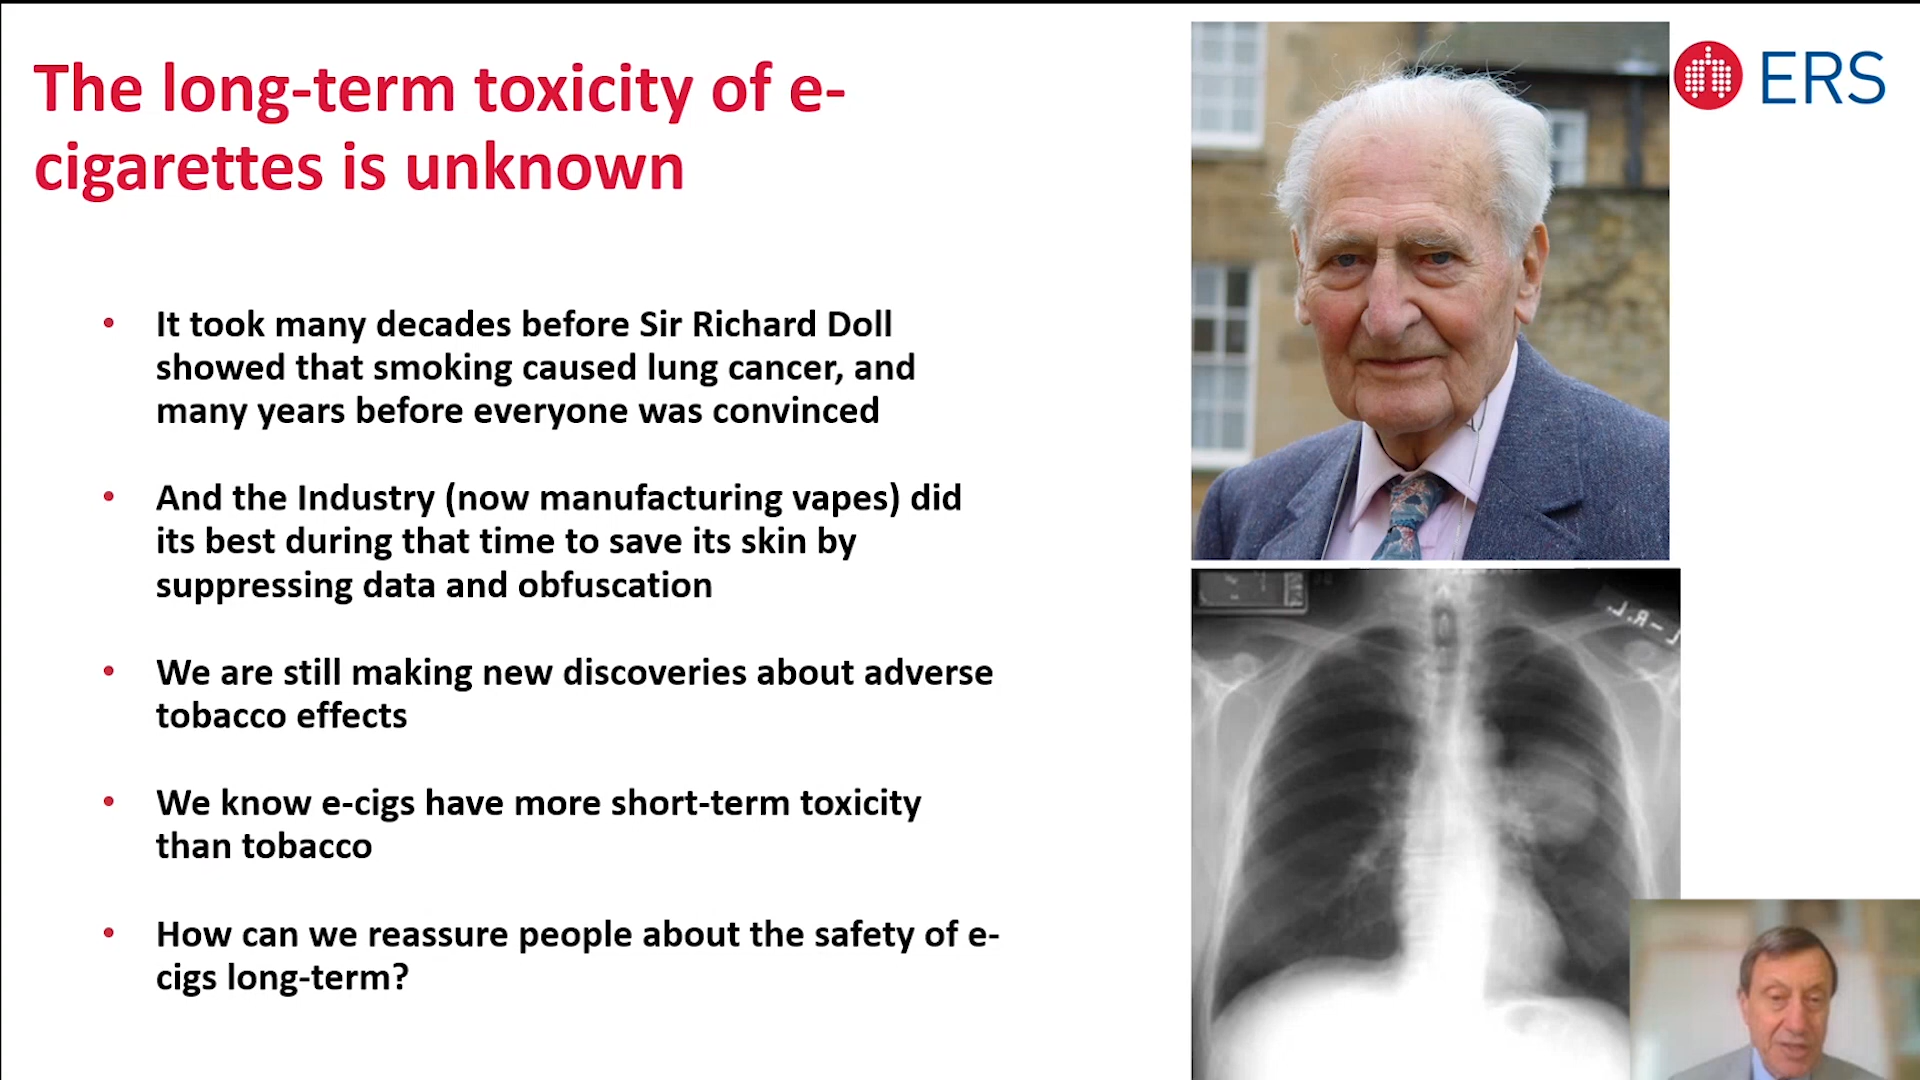 The long-term toxicity of e-
cigarettes is unknown
ERS
• It took many decades before Sir Richard Doll
showed that smoking caused lung cancer, and
many years before everyone was convinced
• And the Industry (now manufacturing vapes) did
its best during that time to save its skin by
suppressing data and obfuscation
• We are still making new discoveries about adverse
tobacco effects
• We know e-cigs have more short-term toxicity
than tobacco
• How can we reassure people about the safety of e-
cigs long-term?